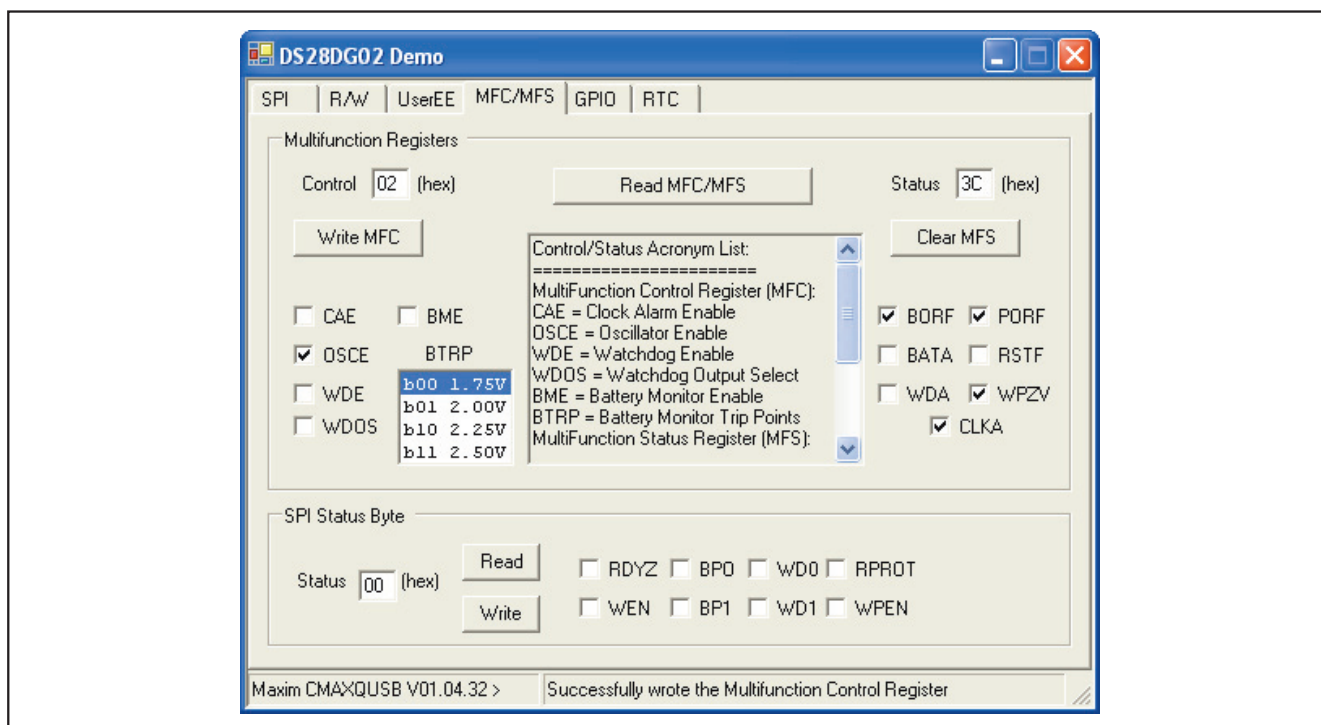 DS28DG02 Demo
SPI R/W UserEE MFC/MFS GPIO RTC
Multifunction Registers
Control 02 (hex)
Read MFC/MFS
Status 3C (hex)
Write MFC
Clear MFS
CAE BME
OSCE BTRP
WDE
WDOS
b00 1.75V
b01 2.00V
b10 2.25V
b11 2.50V
Control/Status Acronym List:
=======================
MultiFunction Control Register (MFC):
CAE = Clock Alarm Enable
OSCE = Oscillator Enable
WDE = Watchdog Enable
WDOS = Watchdog Output Select
BME = Battery Monitor Enable
BTRP = Battery Monitor Trip Points
MultiFunction Status Register (MFS):
BORF PORF
BATA RSTF
WDA WPZV
CLKA
SPI Status Byte
Status 00 (hex)
Read
Write
RDYZ BP0 WD0 RPROT
WEN BP1 WD1 WPEN
Maxim CMAXQUSB V01.04.32 > Successfully wrote the Multifunction Control Register